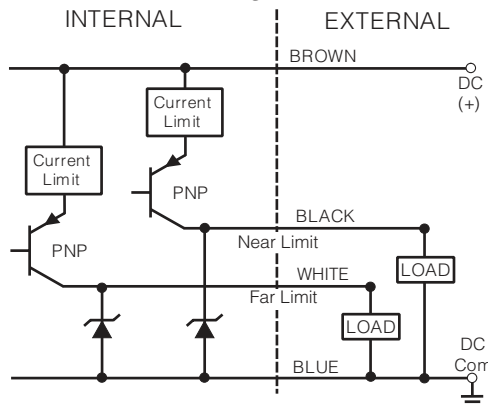 INTERNAL
EXTERNAL
BROWN
DC
(+)
Current
Limit
Current
Limit
PNP
BLACK
PNP
Near Limit
WHITE
LOAD
Far Limit
LOAD
DC
Com
BLUE